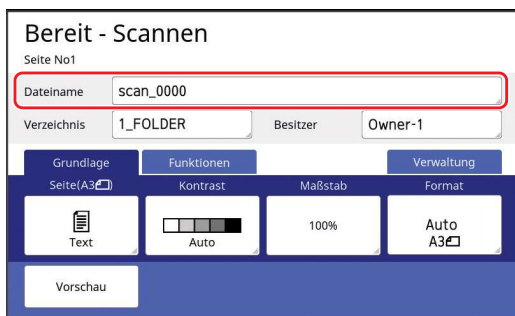 Bereit - Scannen
Seite No1
Dateiname scan_0000
Verzeichnis 1_FOLDER Besitzer Owner-1
Grundlage Funktionen Verwaltung
Seite(A3) Kontrast Maßstab Format
Text Auto 100% Auto A3
Vorschau